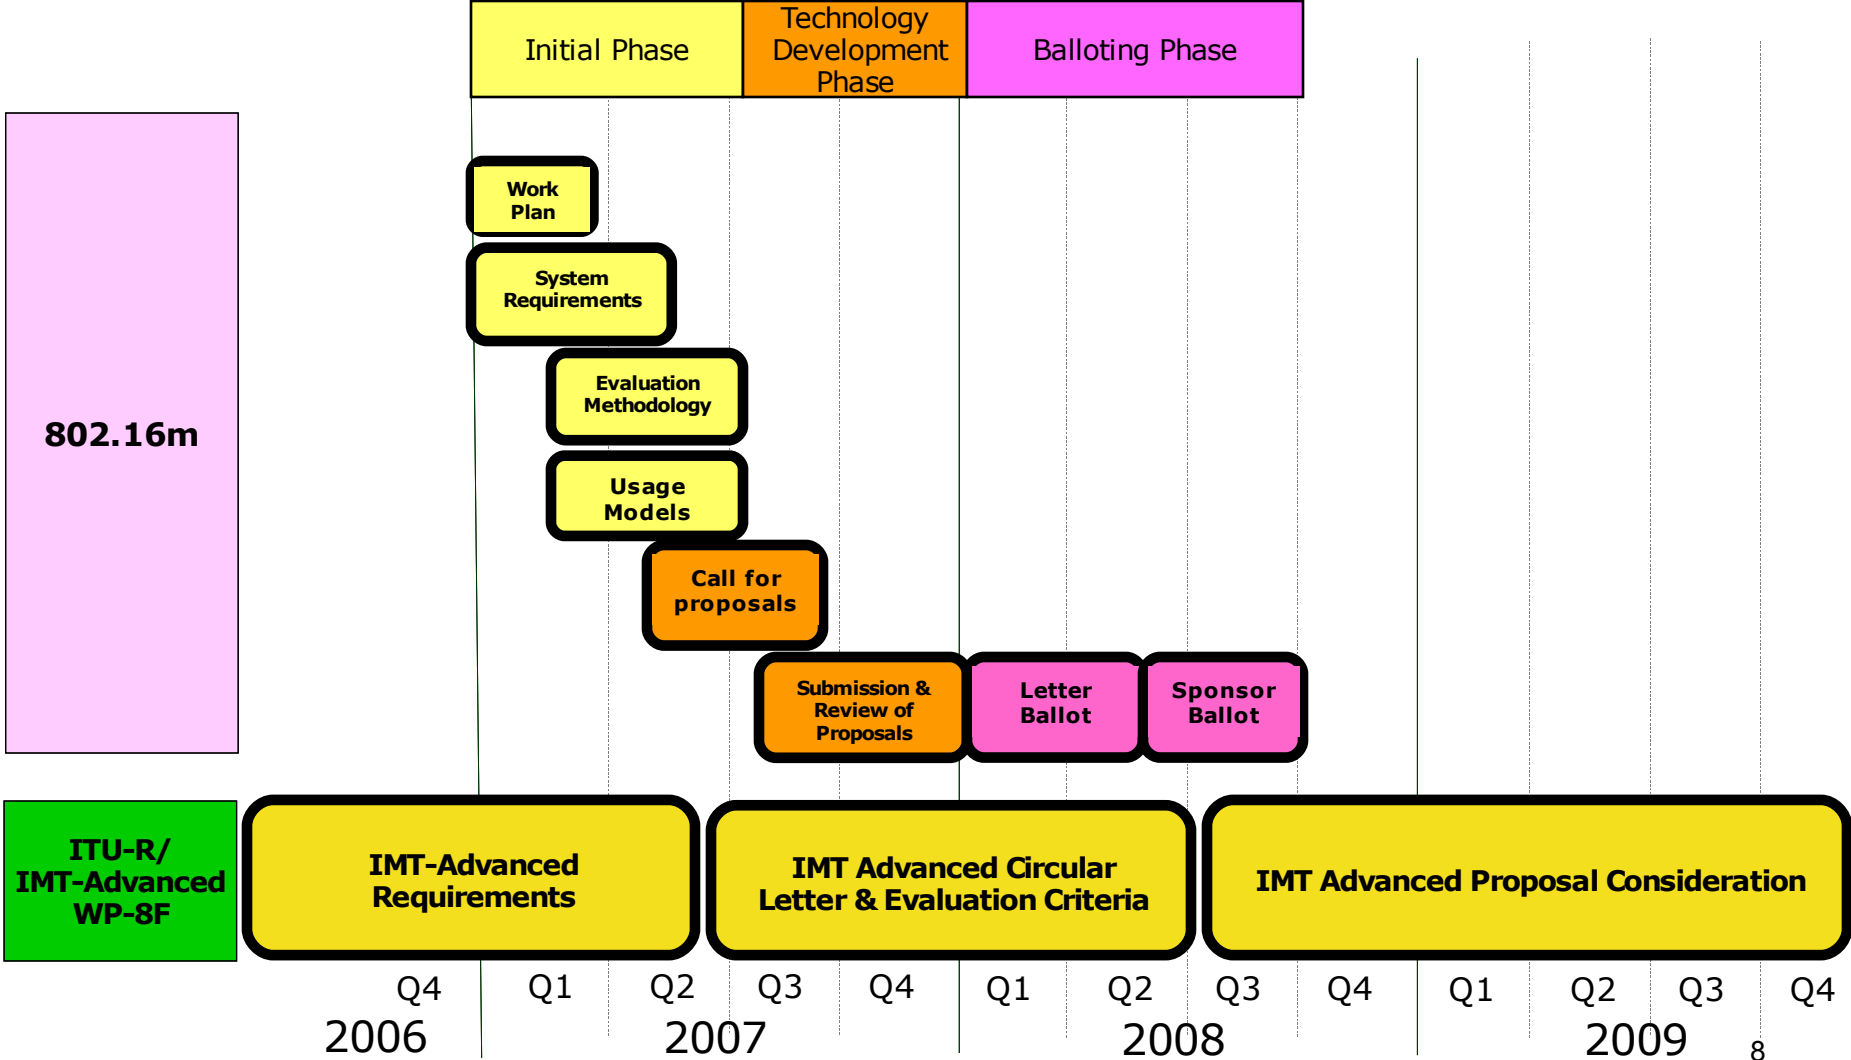 Initial Phase
Technology
Development
Phase
Balloting Phase
802.16m
Work
Plan
System
Requirements
Evaluation
Methodology
Usage
Models
Call for
proposals
Submission &
Review of
Proposals
Letter
Ballot
Sponsor
Ballot
ITU-R/
IMT-Advanced
WP-8F
IMT-Advanced
Requirements
IMT Advanced Circular
Letter & Evaluation Criteria
IMT Advanced Proposal Consideration
Q4 Q1 Q2 Q3 Q4 Q1 Q2 Q3 Q4 Q1 Q2 Q3 Q4
2006 2007 2008 2009
8